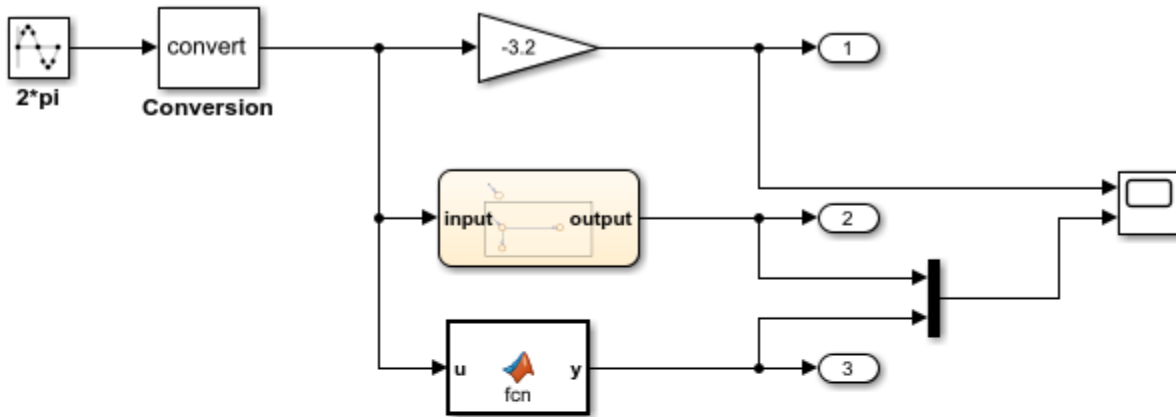 convert
2*pi
Conversion
-3.2
1
input output
2
u y
fcn
3